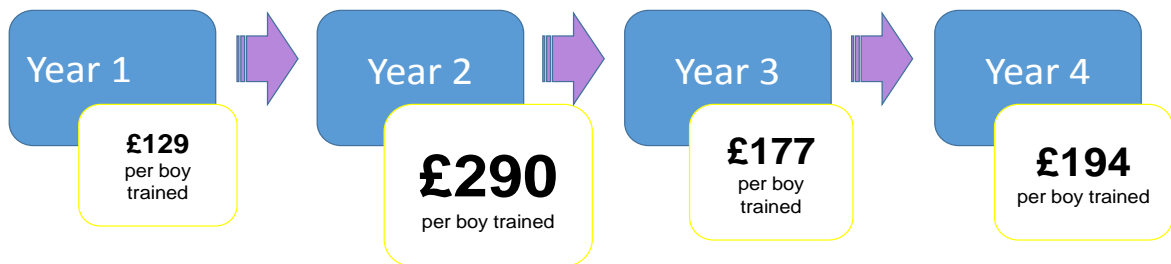 Year 1
£129
per boy
trained
Year 2
£290
per boy trained
Year 3
£177
per boy
trained
Year 4
£194
per boy trained